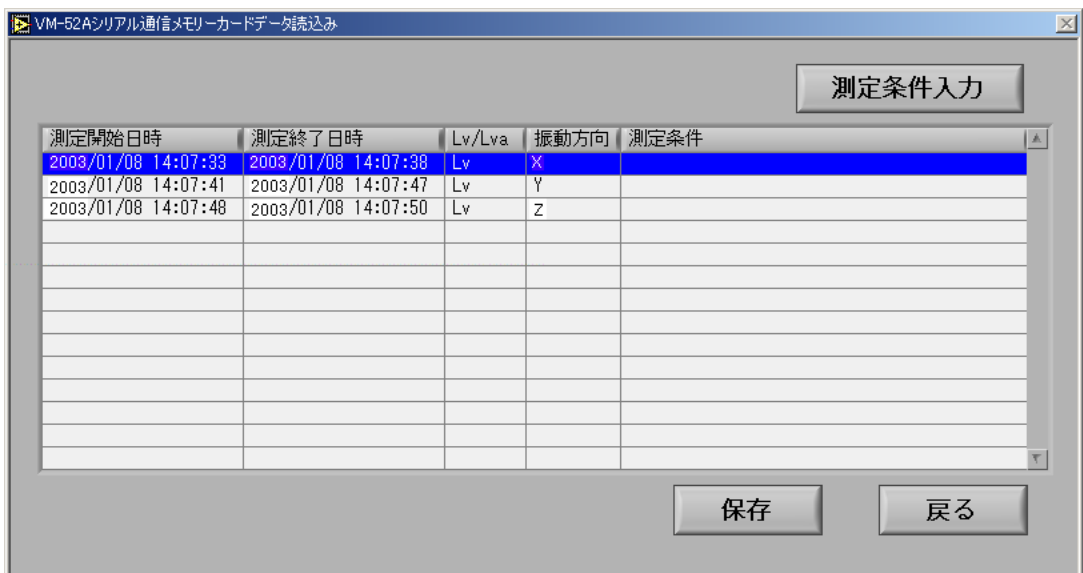 VM-52Aシリアル通信メモリーカードデータ読込み
測定条件入力
測定開始日時 測定終了日時 Lv/Lva 振動方向 測定条件
2003/01/08 14:07:33 2003/01/08 14:07:38 Lv X
2003/01/08 14:07:41 2003/01/08 14:07:47 Lv Y
2003/01/08 14:07:48 2003/01/08 14:07:50 Lv Z
保存 戻る